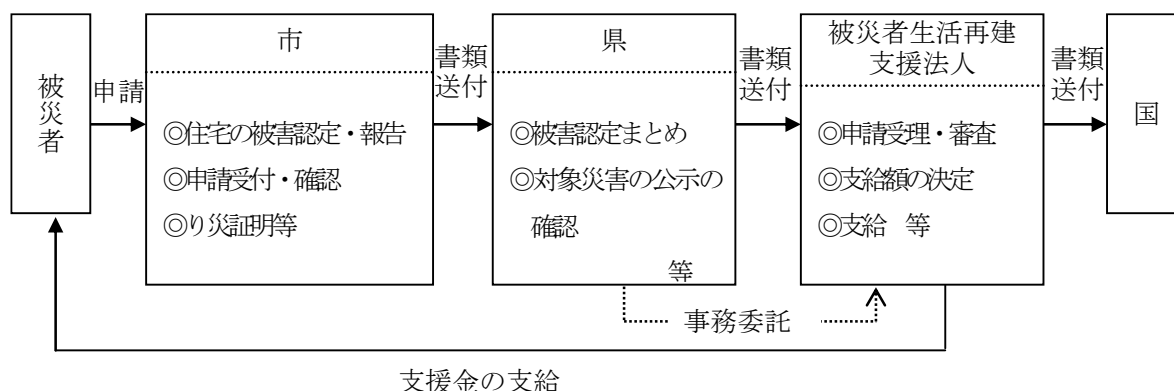 被災者
申請
市
◎住宅の被害認定・報告
◎申請受付・確認
◎り災証明等
書類
送付
県
◎被害認定まとめ
◎対象災害の公示の
確認
等
書類
送付
被災者生活再建
支援法人
◎申請受理・審査
◎支給額の決定
◎支給 等
書類
送付
国
事務委託
支援金の支給